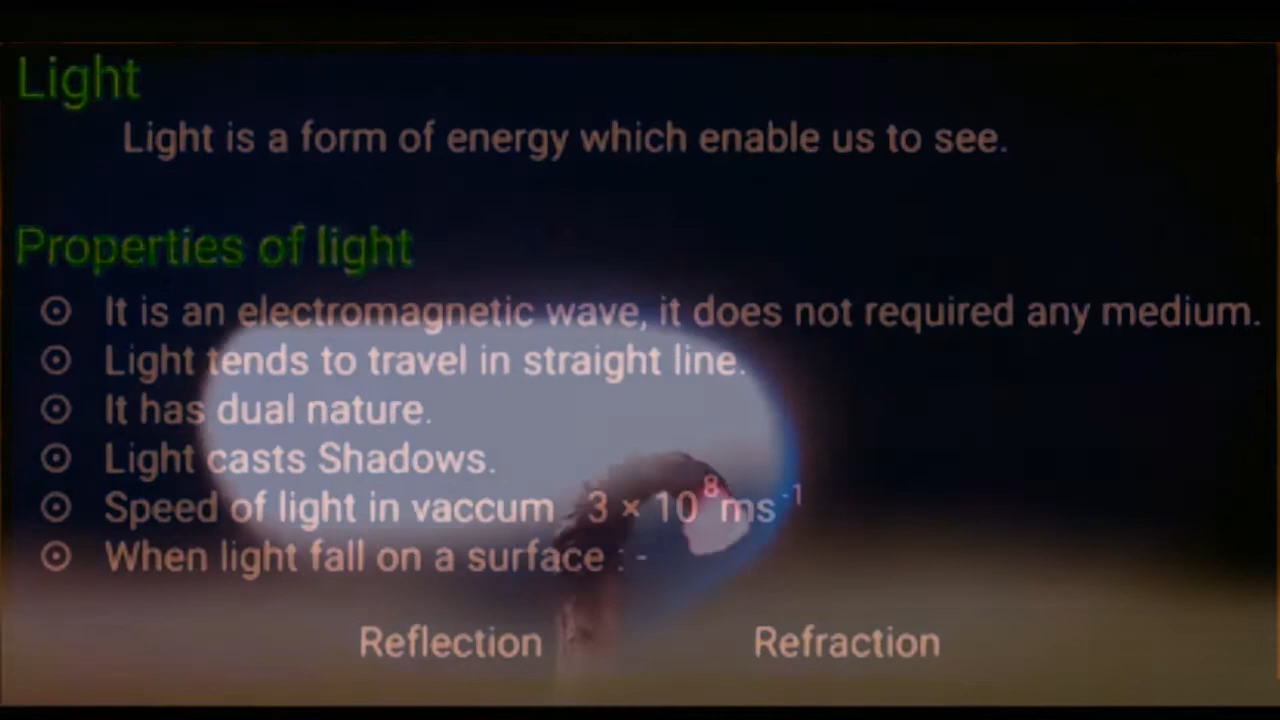 Light
Light is a form of energy which enable us to see.
Properties of light
⊙ It is an electromagnetic wave, it does not required any medium.
⊙ Light tends to travel in straight line.
⊙ It has dual nature.
⊙ Light casts Shadows.
⊙ Speed of light in vaccum 3 × 10⁸ ms⁻¹
⊙ When light fall on a surface : -
Reflection Refraction